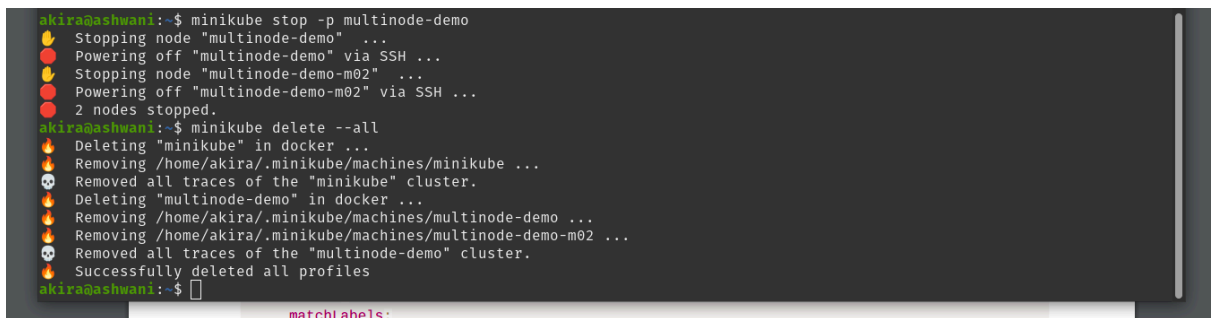 akira@ashwani:~$ minikube stop -p multinode-demo
✋ Stopping node "multinode-demo" ...
🛑 Powering off "multinode-demo" via SSH ...
✋ Stopping node "multinode-demo-m02" ...
🛑 Powering off "multinode-demo-m02" via SSH ...
🛑 2 nodes stopped.
akira@ashwani:~$ minikube delete --all
🔥 Deleting "minikube" in docker ...
🔥 Removing /home/akira/.minikube/machines/minikube ...
💀 Removed all traces of the "minikube" cluster.
🔥 Deleting "multinode-demo" in docker ...
🔥 Removing /home/akira/.minikube/machines/multinode-demo ...
🔥 Removing /home/akira/.minikube/machines/multinode-demo-m02 ...
💀 Removed all traces of the "multinode-demo" cluster.
🔥 Successfully deleted all profiles
akira@ashwani:~$
matchLabels: